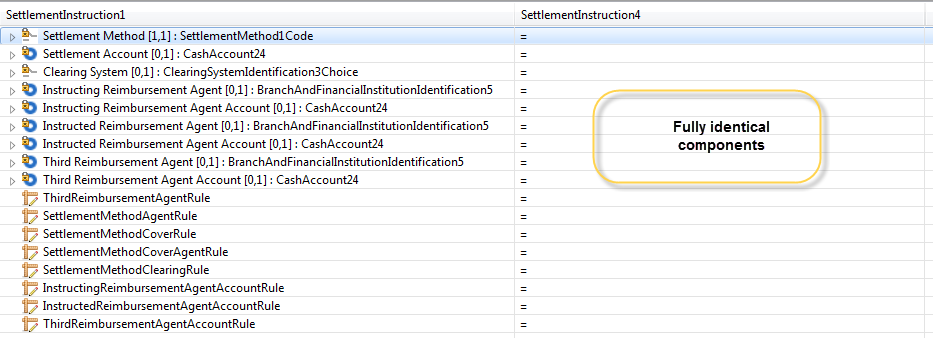 SettlementInstruction1 SettlementInstruction4
Settlement Method [1,1] : SettlementMethod1Code =
Settlement Account [0,1] : CashAccount24 =
Clearing System [0,1] : ClearingSystemIdentification3Choice =
Instructing Reimbursement Agent [0,1] : BranchAndFinancialInstitutionIdentification5 =
Instructing Reimbursement Agent Account [0,1] : CashAccount24 =
Instructed Reimbursement Agent [0,1] : BranchAndFinancialInstitutionIdentification5 =
Instructed Reimbursement Agent Account [0,1] : CashAccount24 =
Third Reimbursement Agent [0,1] : BranchAndFinancialInstitutionIdentification5 =
Third Reimbursement Agent Account [0,1] : CashAccount24 =
ThirdReimbursementAgentRule =
SettlementMethodAgentRule =
SettlementMethodCoverRule =
SettlementMethodCoverAgentRule =
SettlementMethodClearingRule =
InstructingReimbursementAgentAccountRule =
InstructedReimbursementAgentAccountRule =
ThirdReimbursementAgentAccountRule =
Fully identical
components